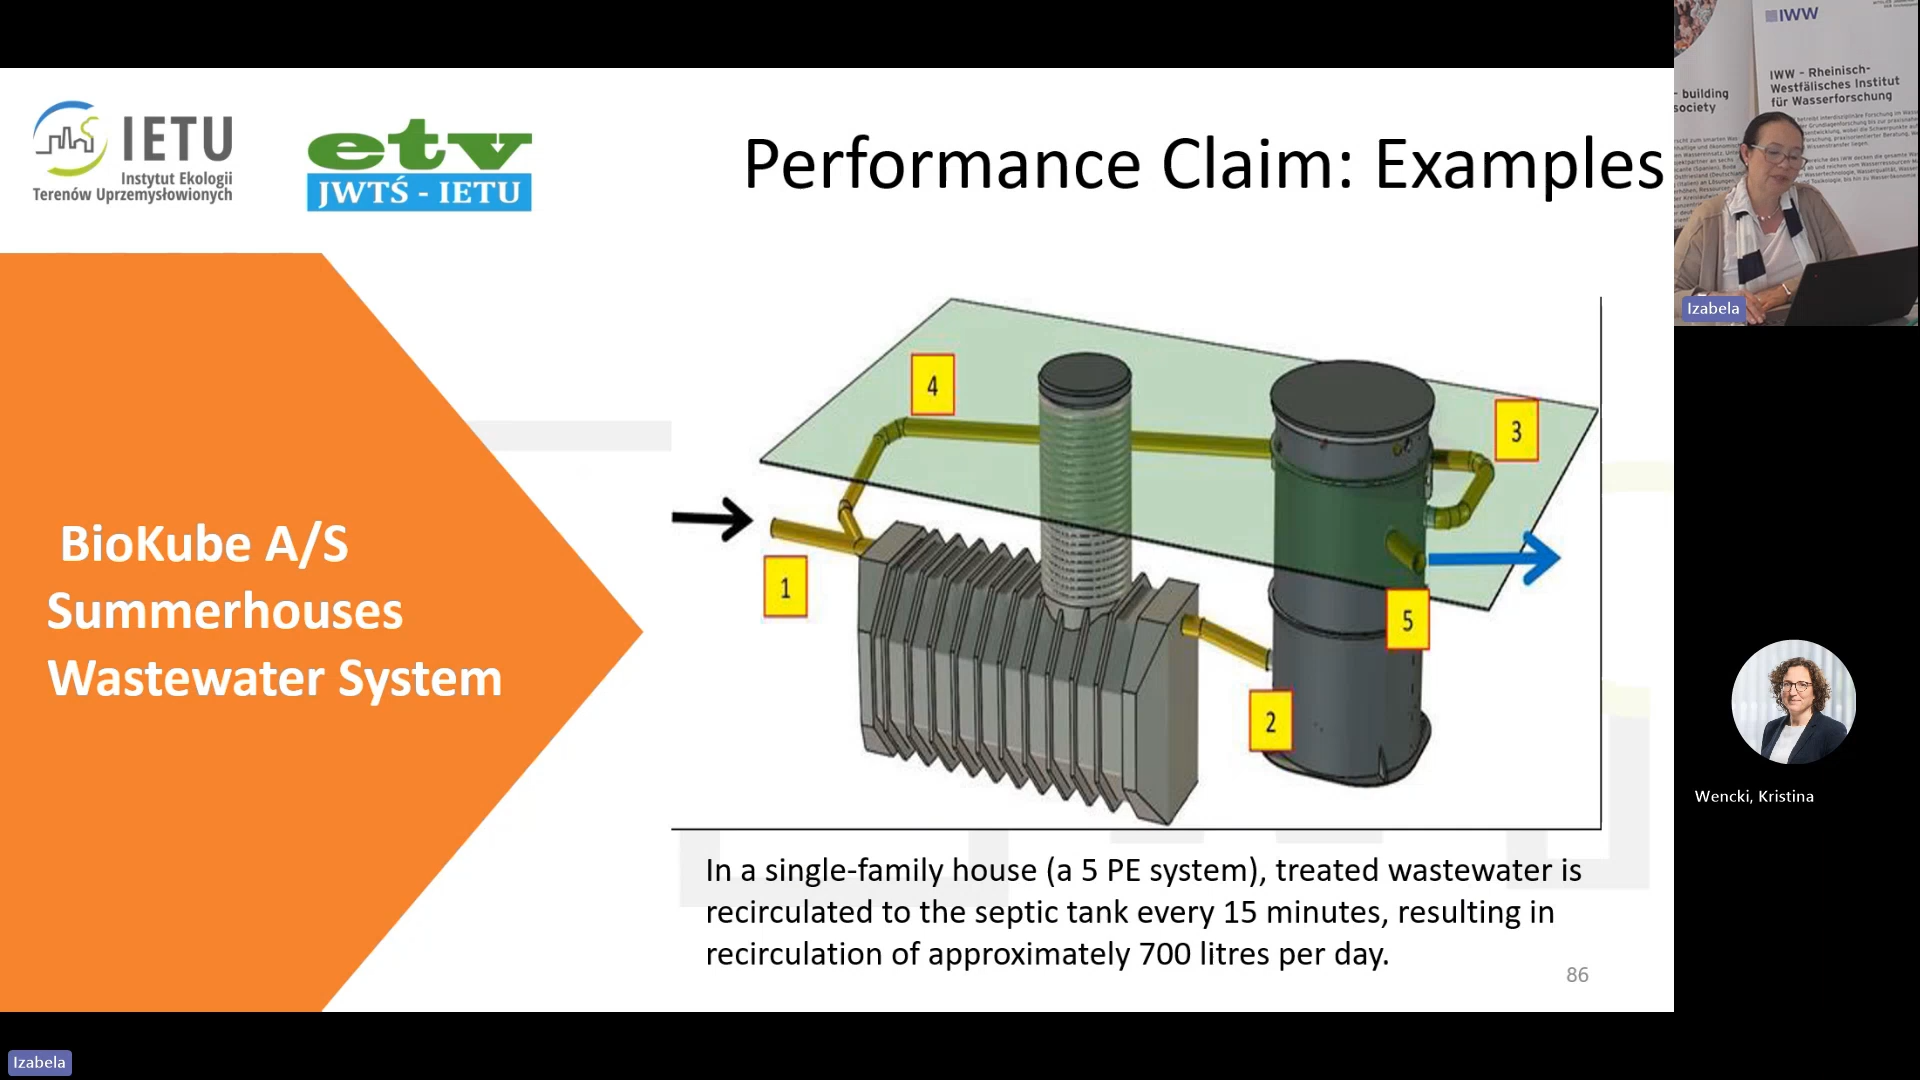 IETU
Instytut Ekologii
Terenów Uprzemysłowionych
etv
JWTŚ - IETU
Performance Claim: Examples
BioKube A/S
Summerhouses
Wastewater System
4
3
1
5
2
In a single-family house (a 5 PE system), treated wastewater is
recirculated to the septic tank every 15 minutes, resulting in
recirculation of approximately 700 litres per day.
86
IWW
IWW - Rheinisch-
Westfälisches Institut
für Wasserforschung
building
society
Izabela
Wencki, Kristina
Izabela